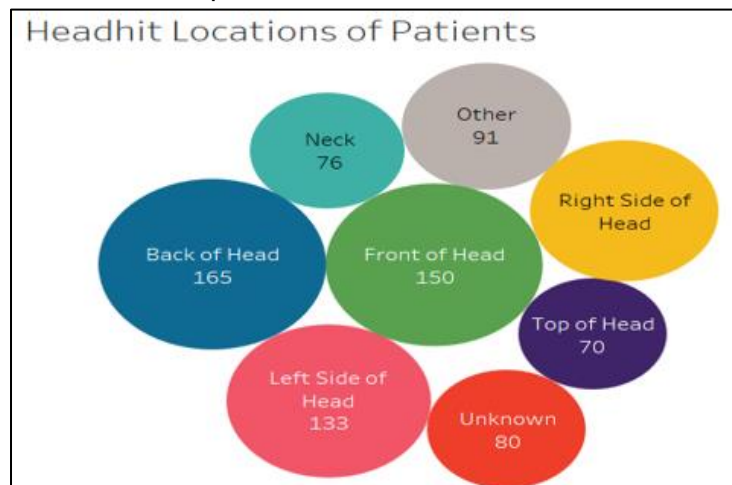 Headhit Locations of Patients
Other
91
Neck
76
Right Side of
Head
Back of Head
165
Front of Head
150
Top of Head
70
Left Side of
Head
133
Unknown
80